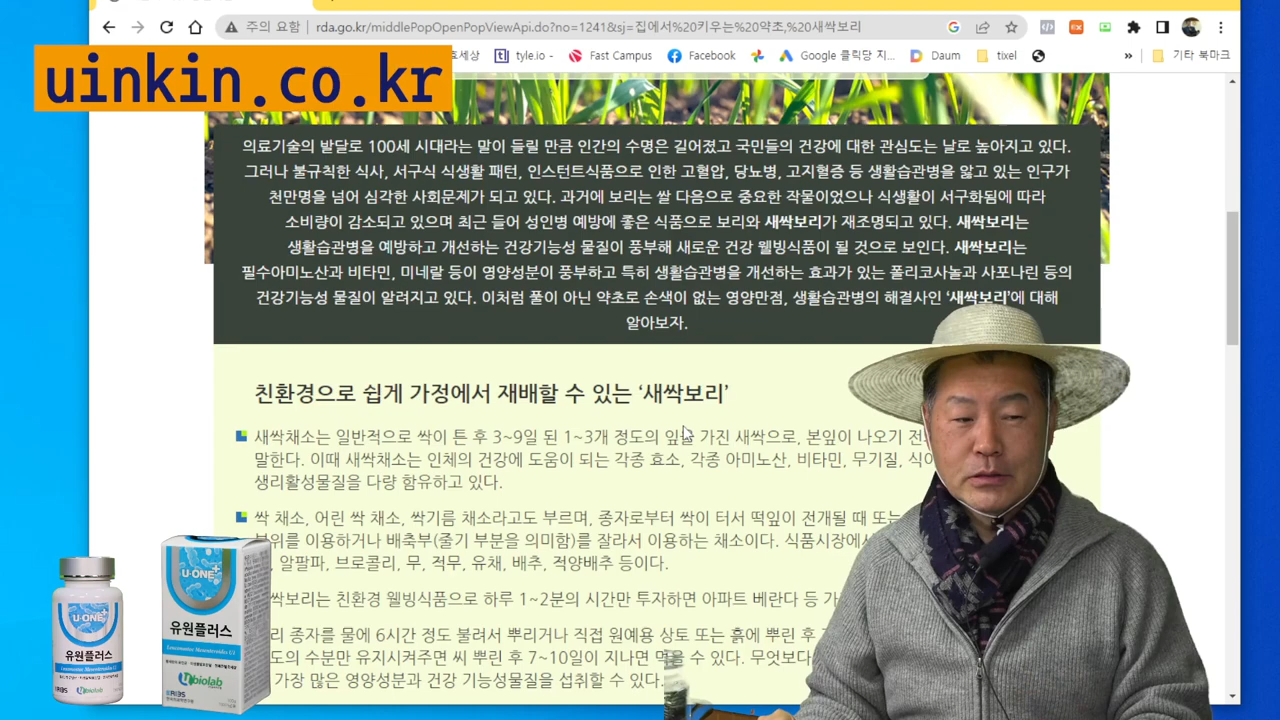 주의 요함
rda.go.kr/middlePopOpenPopViewApi.do?no=1241&sj=집에서%20키우는%20약초,%20새싹보리
uinkin.co.kr
효세상
tyle.io -
Fast Campus
Facebook
Google 클릭당 지...
Daum
tixel
»
기타 북마크
의료기술의 발달로 100세 시대라는 말이 들릴 만큼 인간의 수명은 길어졌고 국민들의 건강에 대한 관심도는 날로 높아지고 있다.
그러나 불규칙한 식사, 서구식 식생활 패턴, 인스턴트식품으로 인한 고혈압, 당뇨병, 고지혈증 등 생활습관병을 앓고 있는 인구가
천만명을 넘어 심각한 사회문제가 되고 있다. 과거에 보리는 쌀 다음으로 중요한 작물이었으나 식생활이 서구화됨에 따라
소비량이 감소되고 있으며 최근 들어 성인병 예방에 좋은 식품으로 보리와 새싹보리가 재조명되고 있다. 새싹보리는
생활습관병을 예방하고 개선하는 건강기능성 물질이 풍부해 새로운 건강 웰빙식품이 될 것으로 보인다. 새싹보리는
필수아미노산과 비타민, 미네랄 등이 영양성분이 풍부하고 특히 생활습관병을 개선하는 효과가 있는 폴리코사놀과 사포나린 등의
건강기능성 물질이 알려지고 있다. 이처럼 풀이 아닌 약초로 손색이 없는 영양만점, 생활습관병의 해결사인 ‘새싹보리’에 대해
알아보자.
친환경으로 쉽게 가정에서 재배할 수 있는 ‘새싹보리’
새싹채소는 일반적으로 싹이 튼 후 3~9일 된 1~3개 정도의 잎을 가진 새싹으로, 본잎이 나오기
말한다. 이때 새싹채소는 인체의 건강에 도움이 되는 각종 효소, 각종 아미노산, 비타민, 무기질,
생리활성물질을 다량 함유하고 있다.
싹 채소, 어린 싹 채소, 싹기름 채소라고도 부르며, 종자로부터 싹이 터서 떡잎이 전개될 때 또는
위를 이용하거나 배축부(줄기 부분을 의미함)를 잘라서 이용하는 채소이다. 식품시장에서
, 알팔파, 브로콜리, 무, 적무, 유채, 배추, 적양배추 등이다.
싹보리는 친환경 웰빙식품으로 하루 1~2분의 시간만 투자하면 아파트 베란다 등
리 종자를 물에 6시간 정도 불려서 뿌리거나 직접 원예용 상토 또는 흙에 뿌린 후
도의 수분만 유지시켜주면 씨 뿌린 후 7~10일이 지나면 먹을 수 있다. 무엇보다
가장 많은 영양성분과 건강 기능성물질을 섭취할 수 있다.
U-ONE+
유원플러스
Leuconostoc Mesenteroides
Ubiolab
RIBS
U-ONE
유원플러스
Ubiolab
RIBS